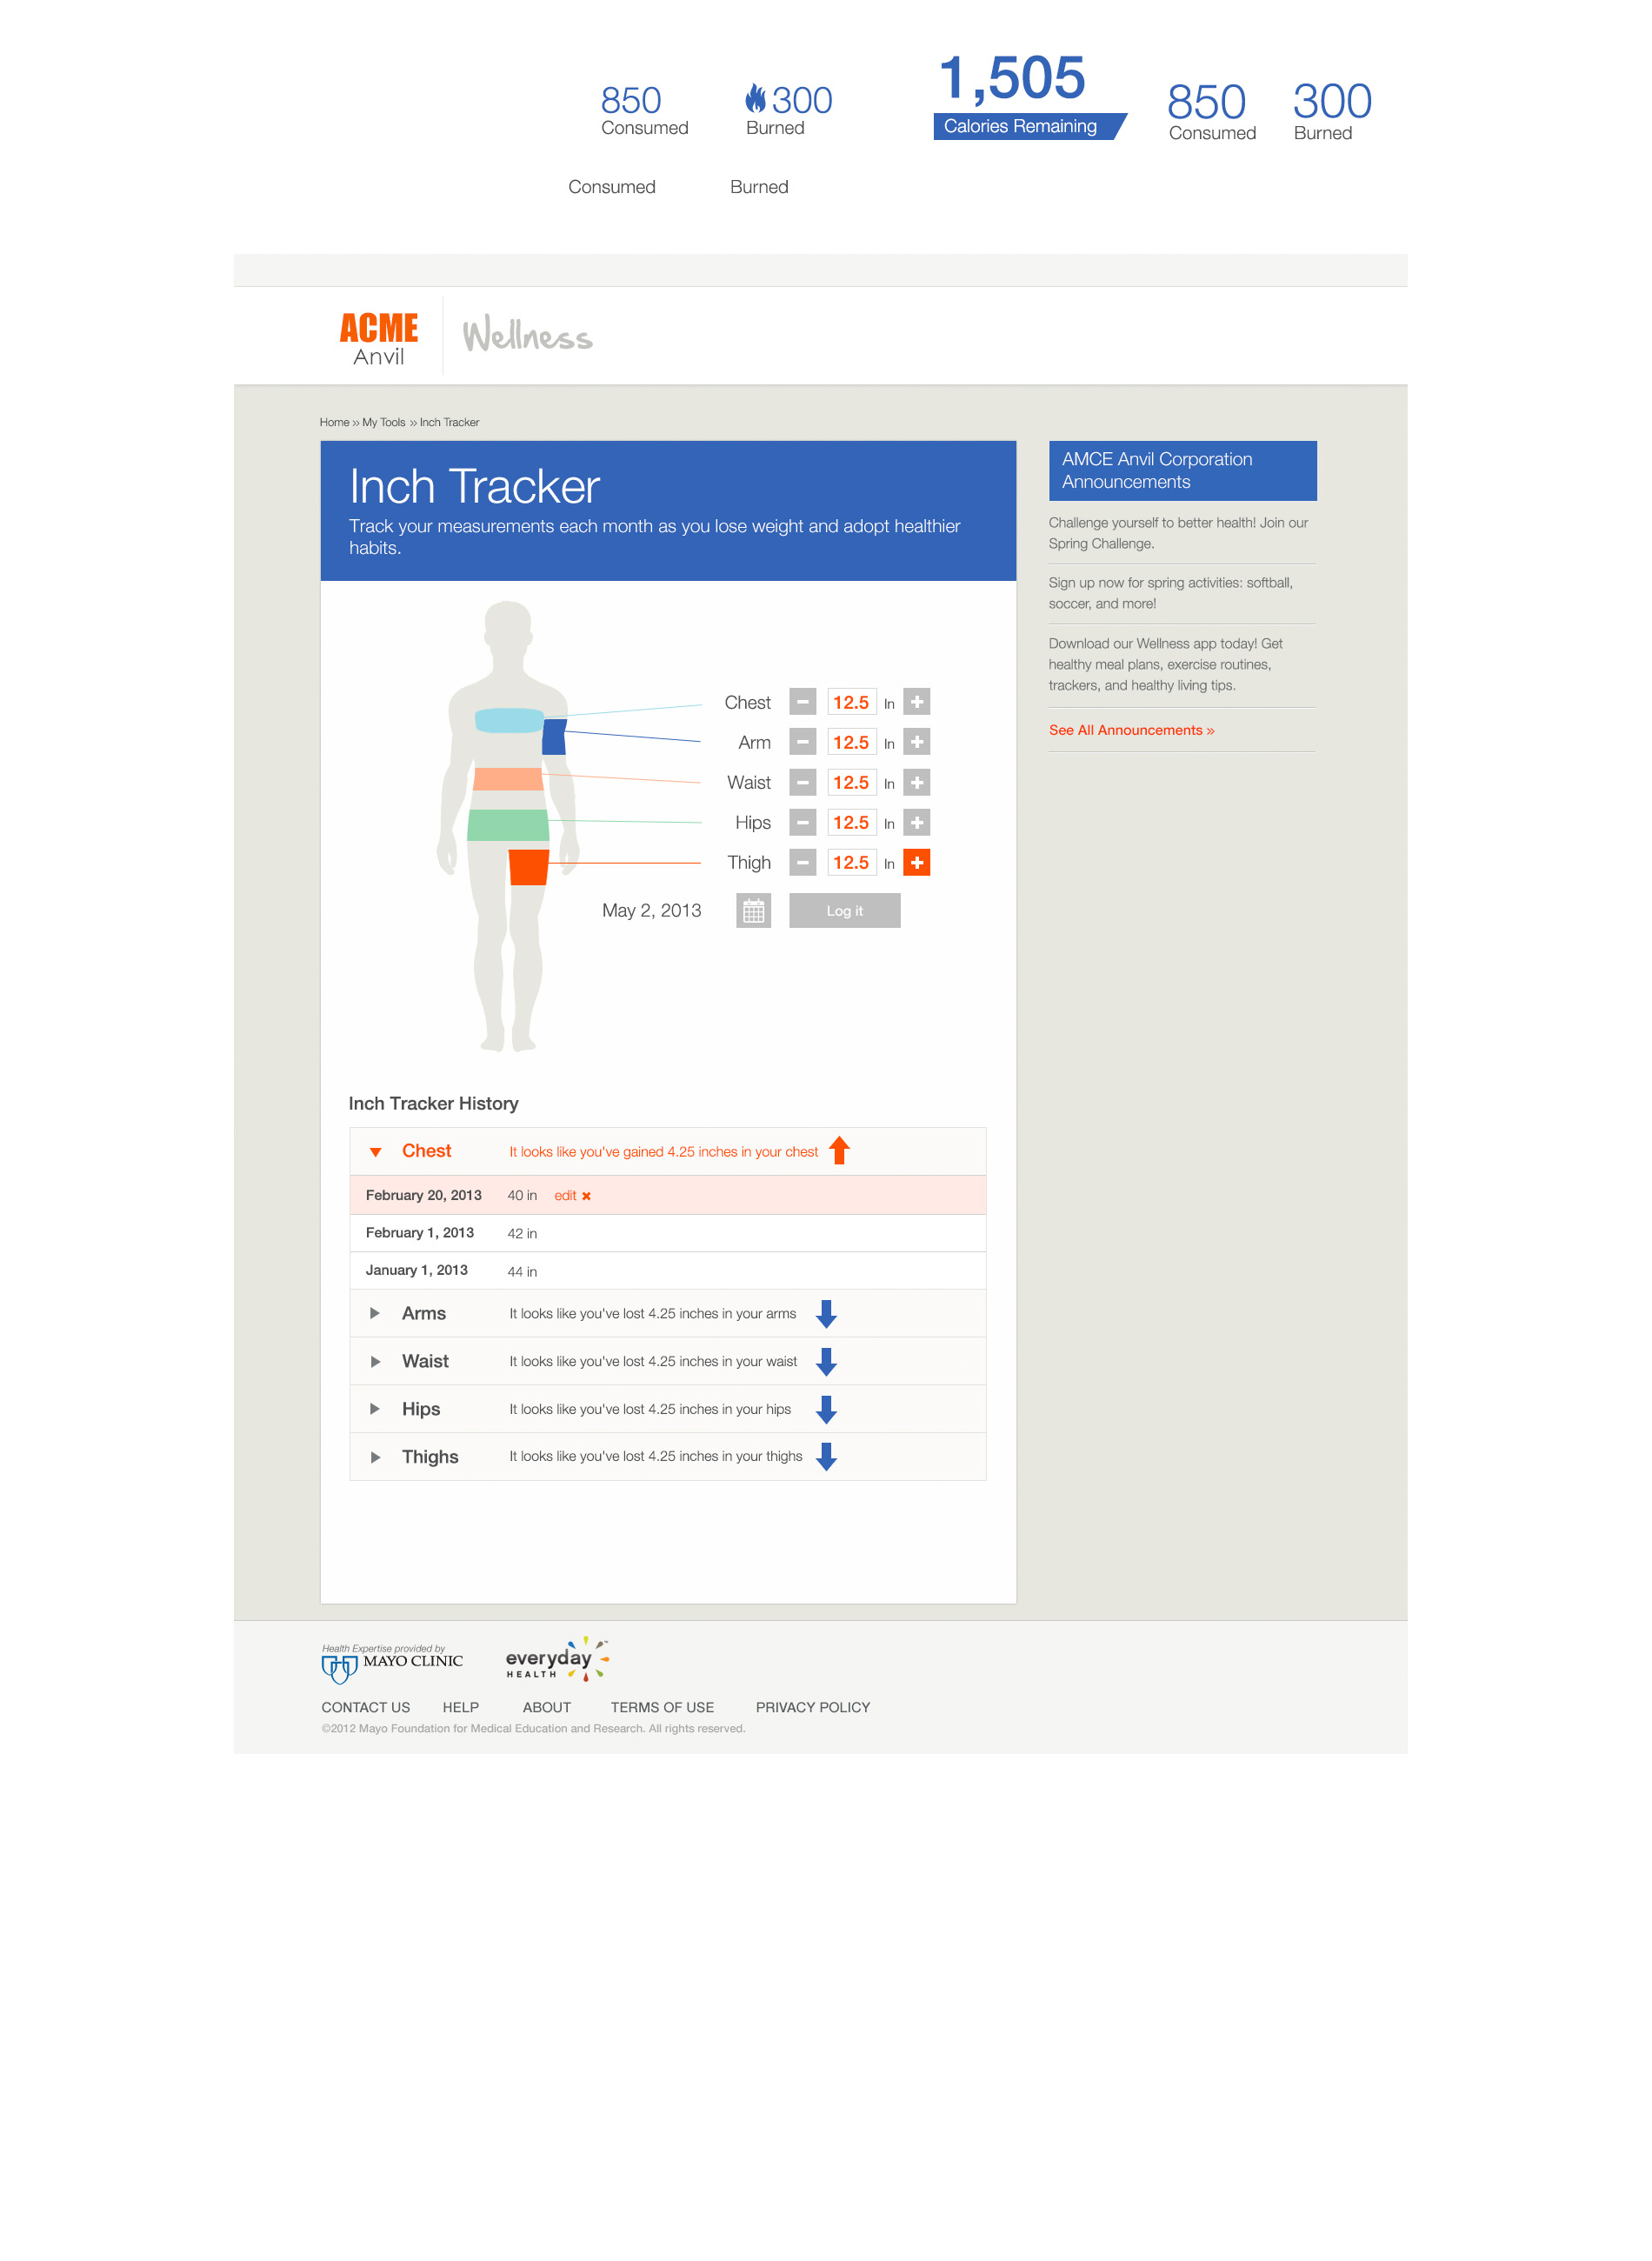 1,505
850
300
Consumed
Burned
Calories Remaining
850
Consumed
300
Burned
Consumed
Burned
ACME
Anvil
Wellness
Home » My Tools » Inch Tracker
Inch Tracker
Track your measurements each month as you lose weight and adopt healthier
habits.
Chest 12.5 In
Arm 12.5 In
Waist 12.5 In
Hips 12.5 In
Thigh 12.5 In
May 2, 2013
Log it
Inch Tracker History
Chest It looks like you've gained 4.25 inches in your chest
February 20, 2013 40 in edit ×
February 1, 2013 42 in
January 1, 2013 44 in
Arms It looks like you've lost 4.25 inches in your arms
Waist It looks like you've lost 4.25 inches in your waist
Hips It looks like you've lost 4.25 inches in your hips
Thighs It looks like you've lost 4.25 inches in your thighs
AMCE Anvil Corporation
Announcements
Challenge yourself to better health! Join our
Spring Challenge.
Sign up now for spring activities: softball,
soccer, and more!
Download our Wellness app today! Get
healthy meal plans, exercise routines,
trackers, and healthy living tips.
See All Announcements »
Health Expertise provided by
MAYO CLINIC
everyday
HEALTH
CONTACT US HELP ABOUT TERMS OF USE PRIVACY POLICY
©2012 Mayo Foundation for Medical Education and Research. All rights reserved.